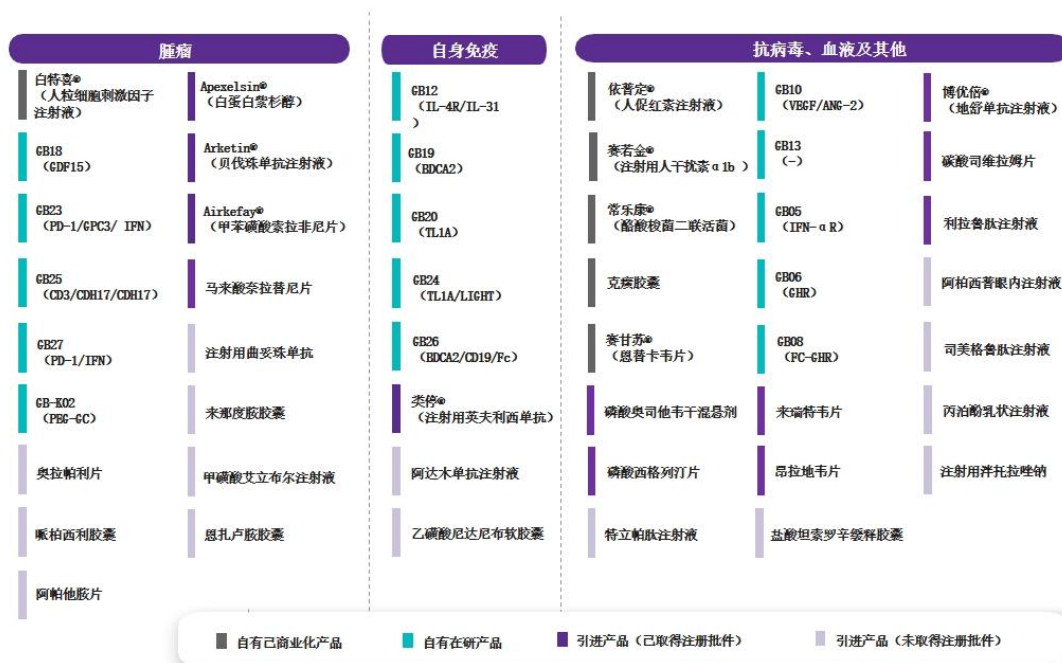 腫瘤
白特喜®
（人粒细胞刺激因子
注射液）
GB18
（GDF15）
GB23
（PD-1/GPC3/ IFN）
GB25
（CD3/CDH17/CDH17）
GB27
（PD-1/IFN）
GB-K02
（PEG-GC）
奥拉帕利片
哌柏西利胶囊
阿帕他胺片
Apexelsin®
（白蛋白紫杉醇）
Arketin®
（贝伐珠单抗注射液）
Airkefay®
（甲苯磺酸索拉非尼片）
马来酸奈拉替尼片
注射用曲妥珠单抗
来那度胺胶囊
甲磺酸艾立布尔注射液
恩扎卢胺胶囊
自身免疫
GB12
（IL-4R/IL-31
）
GB19
（BDCA2）
GB20
（TL1A）
GB24
（TL1A/LIGHT）
GB26
（BDCA2/CD19/Fc）
类停®
（注射用英夫利西单抗）
阿达木单抗注射液
乙磺酸尼达尼布软胶囊
抗病毒、血液及其他
依普定®
（人促红素注射液）
赛若金®
（注射用人干扰素α1b ）
常乐康®
（酪酸梭菌二联活菌）
克痪胶囊
赛甘苏®
（恩替卡韦片）
磷酸奥司他韦干混悬剂
磷酸西格列汀片
特立帕肽注射液
GB10
（VEGF/ANG-2）
GB13
（-）
GB05
（IFN-αR）
GB06
（GHR）
GB08
（FC-GHR）
来瑞特韦片
昂拉地韦片
盐酸坦索罗辛缓释胶囊
博优倍®
（地舒单抗注射液）
碳酸司维拉姆片
利拉鲁肽注射液
阿柏西普眼内注射液
司美格鲁肽注射液
丙泊酚乳状注射液
注射用泮托拉唑钠
自有已商业化产品
自有在研产品
引进产品（已取得注册批件）
引进产品（未取得注册批件）